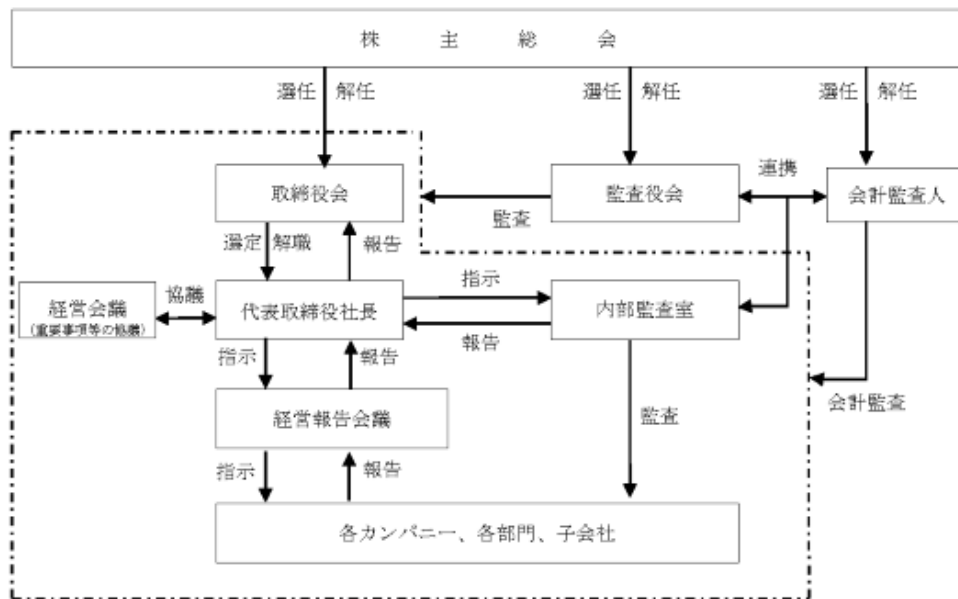 株主総会
選任 解任
選任 解任
選任 解任
取締役会
監査役会
連携
会計監査人
監査
選定 解職
報告
指示
経営会議
(重要事項等の協議)
協議
代表取締役社長
内部監査室
報告
指示
報告
会計監査
経営報告会議
監査
指示
報告
各カンパニー、各部門、子会社